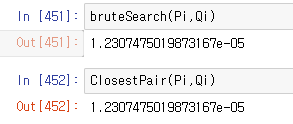 In [451]: bruteSearch(Pi,Qi)
Out[451]: 1.2307475019873167e-05
In [452]: ClosestPair(Pi,Qi)
Out[452]: 1.2307475019873167e-05